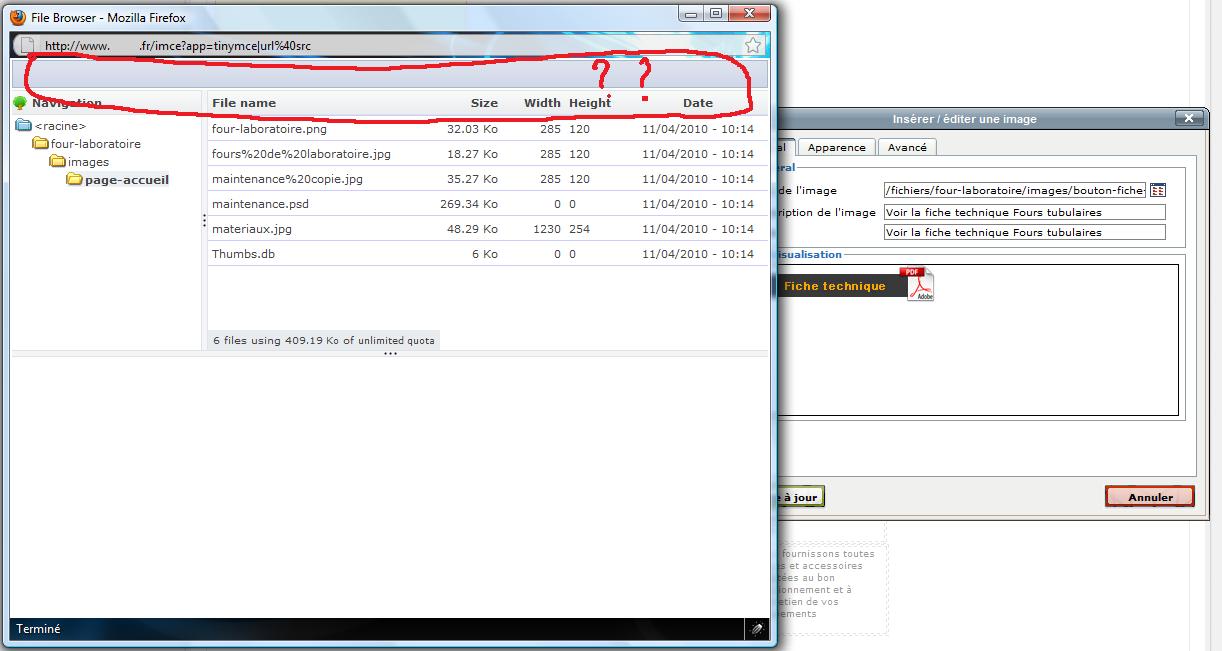 File Browser - Mozilla Firefox
http://www. .fr/imce?app=tinymce|url%40src
? ?
Navigation
File name Size Width Height Date
<racine>
four-laboratoire
images
page-accueil
four-laboratoire.png 32.03 Ko 285 120 11/04/2010 - 10:14
fours%20de%20laboratoire.jpg 18.27 Ko 285 120 11/04/2010 - 10:14
maintenance%20copie.jpg 35.27 Ko 285 120 11/04/2010 - 10:14
maintenance.psd 269.34 Ko 0 0 11/04/2010 - 10:14
materiaux.jpg 48.29 Ko 1230 254 11/04/2010 - 10:14
Thumbs.db 6 Ko 0 0 11/04/2010 - 10:14
6 files using 409.19 Ko of unlimited quota
Terminé
Insérer / éditer une image
al Apparence Avancé
éral
de l'image /fichiers/four-laboratoire/images/bouton-fiche-
ription de l'image Voir la fiche technique Fours tubulaires
Voir la fiche technique Fours tubulaires
isualisation
Fiche technique PDF Adobe
e à jour Annuler
fournissons toutes
s et accessoires
tées au bon
ionnement et à
etien de vos
ements